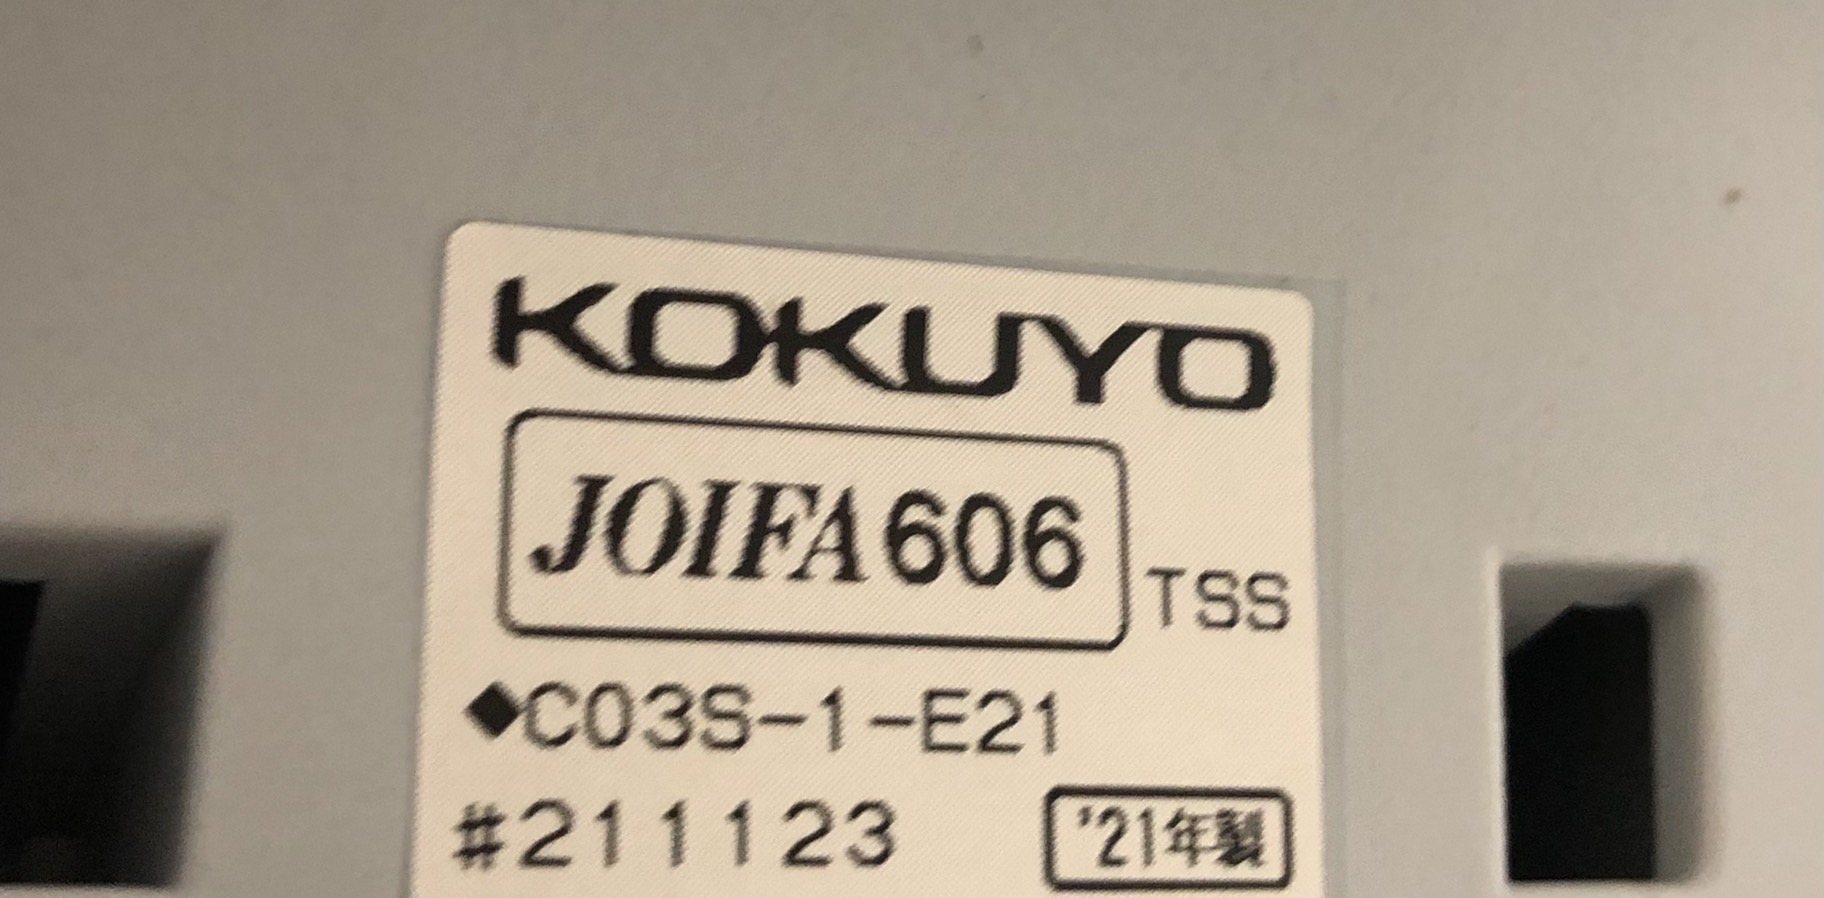 KOKUYO
JOIFA606 TSS
◆C03S-1-E21
#211123 '21年製